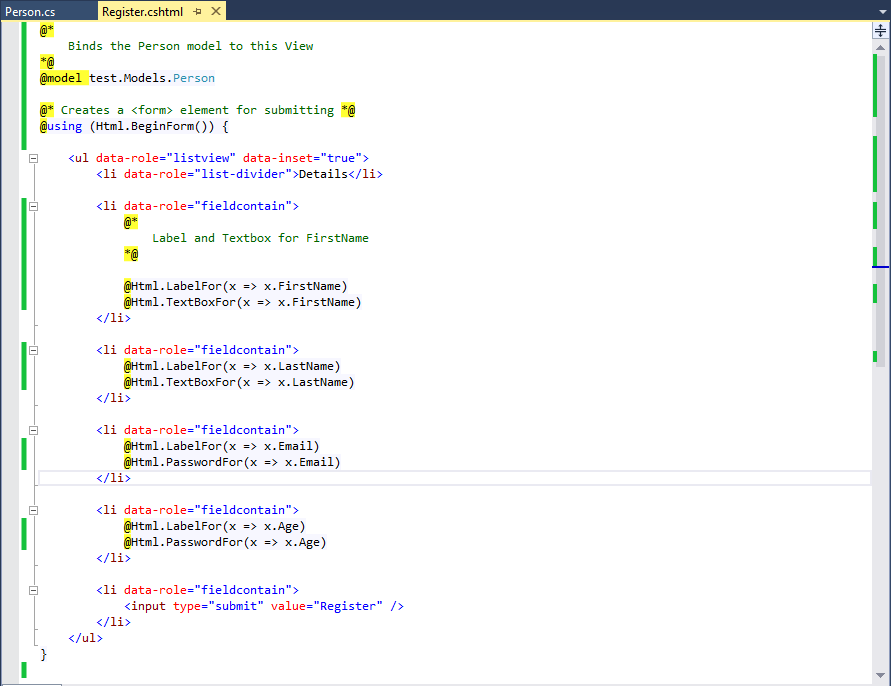 Person.cs
Register.cshtml
@*
Binds the Person model to this View
*@
@model test.Models.Person
@* Creates a <form> element for submitting *@
@using (Html.BeginForm()) {
<ul data-role="listview" data-inset="true">
<li data-role="list-divider">Details</li>
<li data-role="fieldcontain">
@*
Label and Textbox for FirstName
*@
@Html.LabelFor(x => x.FirstName)
@Html.TextBoxFor(x => x.FirstName)
</li>
<li data-role="fieldcontain">
@Html.LabelFor(x => x.LastName)
@Html.TextBoxFor(x => x.LastName)
</li>
<li data-role="fieldcontain">
@Html.LabelFor(x => x.Email)
@Html.PasswordFor(x => x.Email)
</li>
<li data-role="fieldcontain">
@Html.LabelFor(x => x.Age)
@Html.PasswordFor(x => x.Age)
</li>
<li data-role="fieldcontain">
<input type="submit" value="Register" />
</li>
</ul>
}